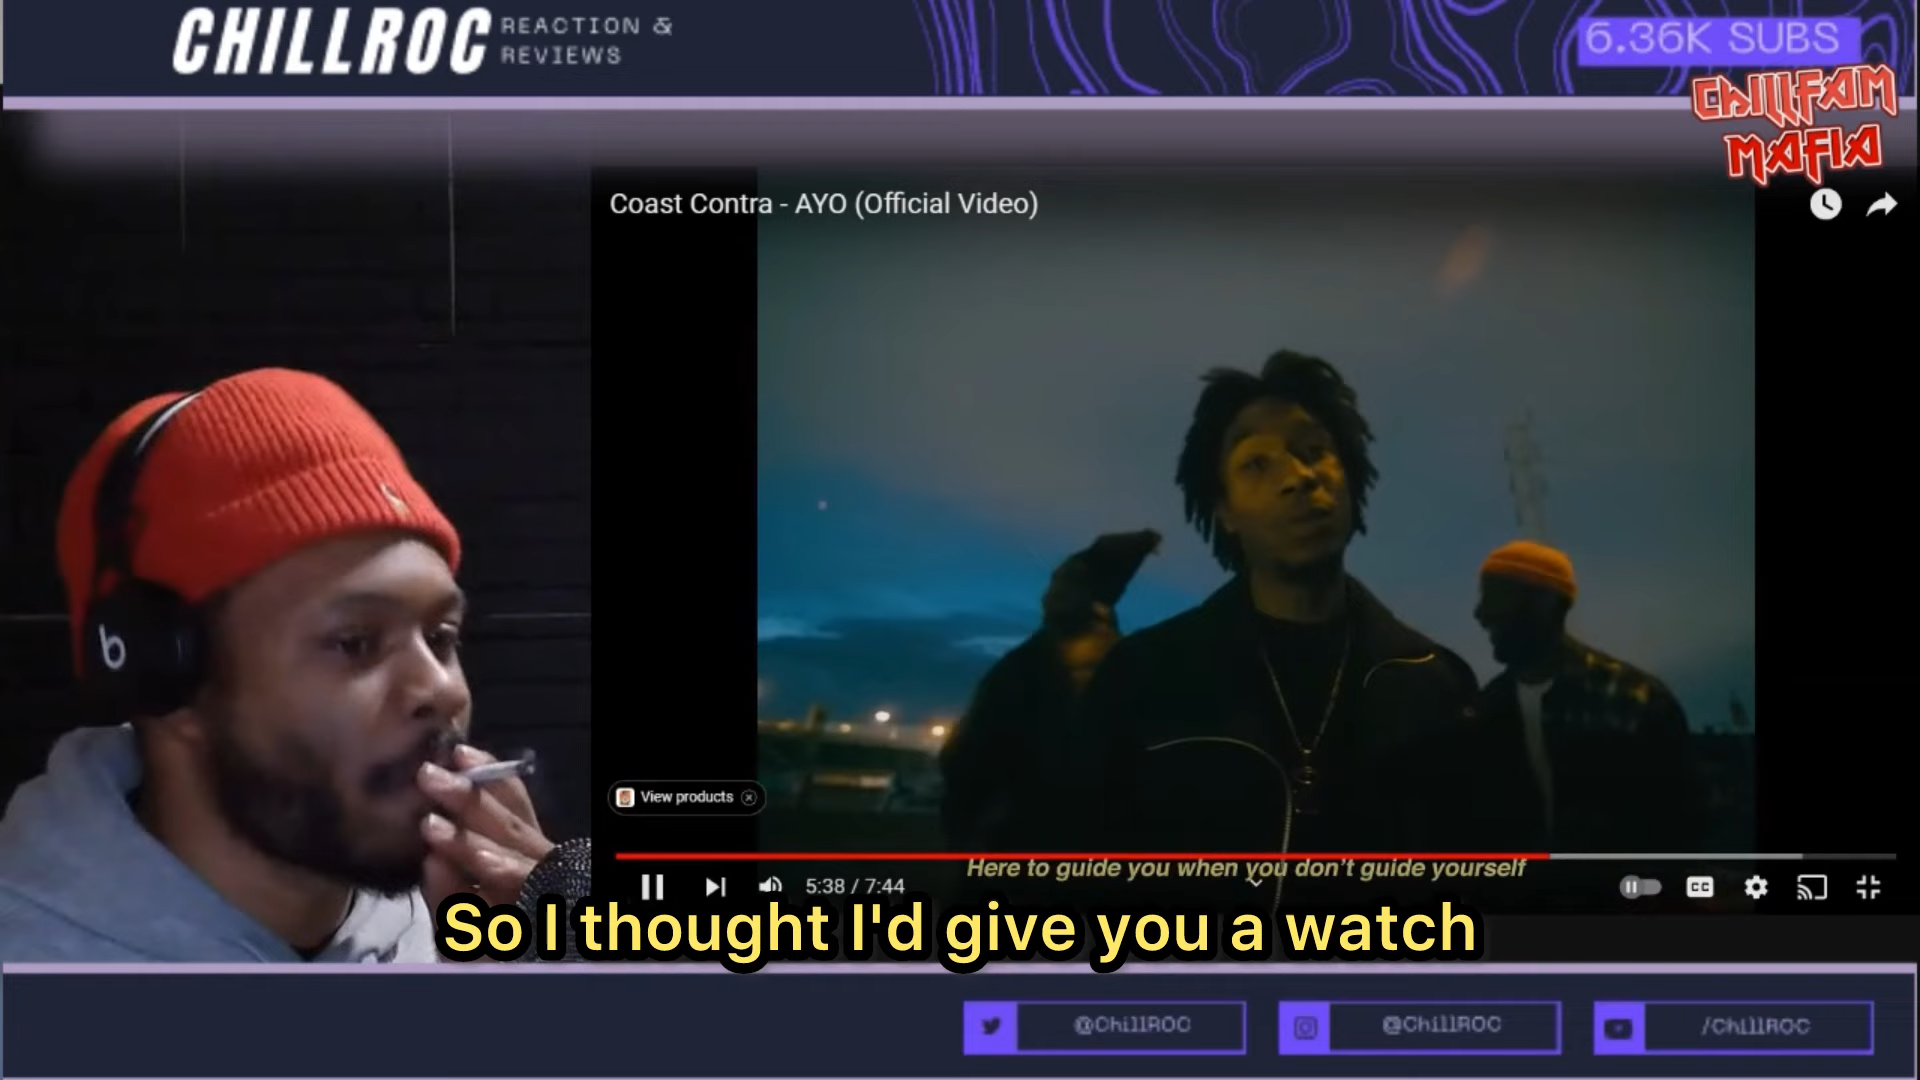 CHILLROC
REACTION &
REVIEWS
6.36K SUBS
ChillFAM
MAFIA
Coast Contra - AYO (Official Video)
b
View products
Here to guide you when you don't guide yourself
5:38 / 7:44
CC
So I thought I'd give you a watch
@ChillROC
@ChillROC
/ChillROC